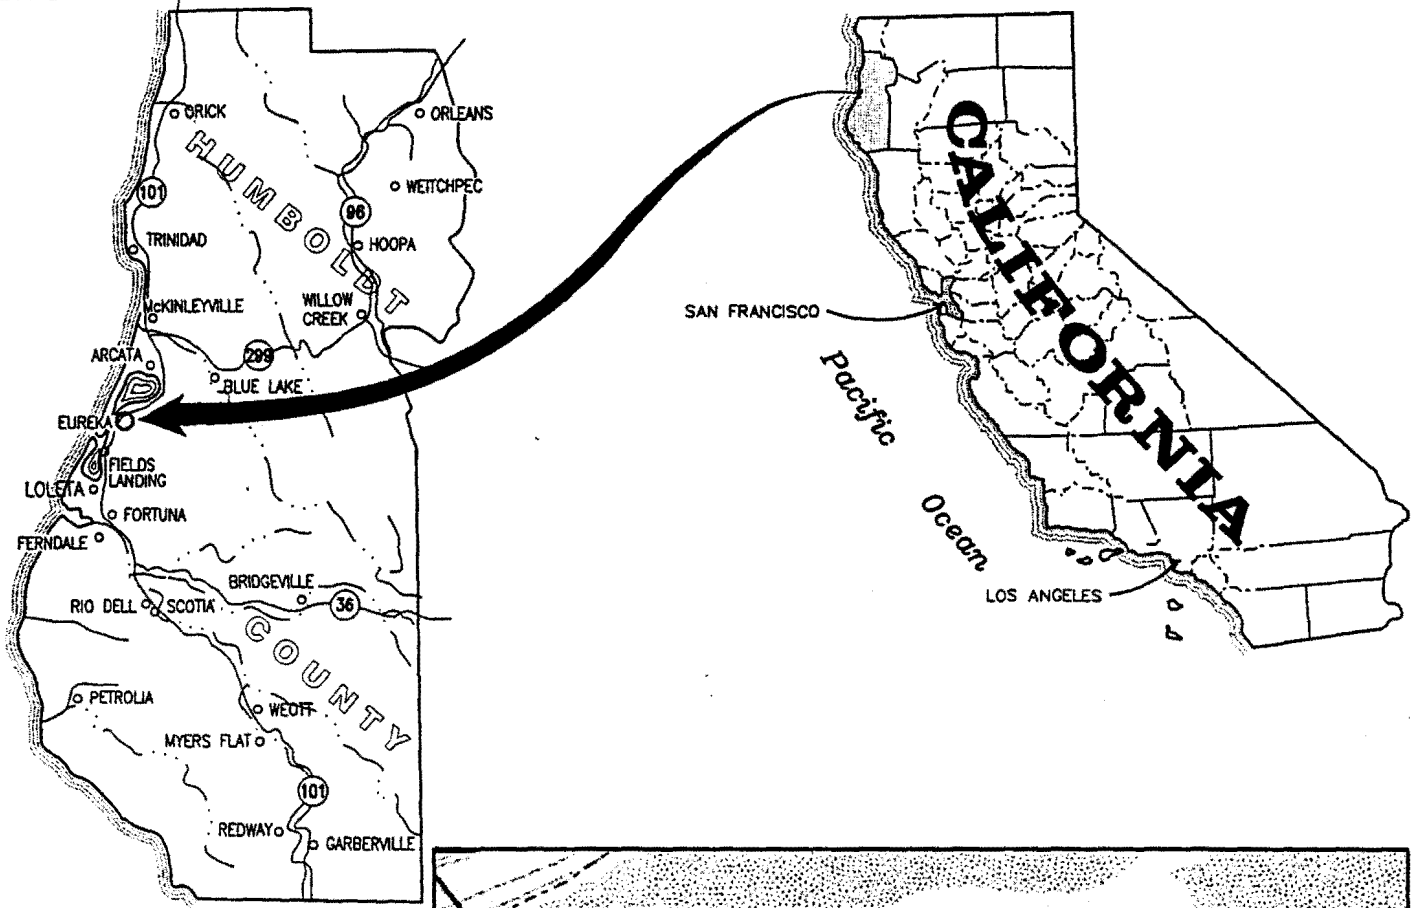 ORICK
ORLEANS
HUMBOLDT
WEITCHPEC
101
96
TRINIDAD
HOOPA
McKINLEYVILLE
WILLOW
CREEK
299
ARCATA
BLUE LAKE
EUREKA
FIELDS
LANDING
LOLETA
FORTUNA
FERNDALE
BRIDGEVILLE
RIO DELL
SCOTIA
36
COUNTY
PETROLIA
WEOTT
MYERS FLAT
101
REDWAY
GARBERVILLE
CALIFORNIA
SAN FRANCISCO
Pacific
Ocean
LOS ANGELES